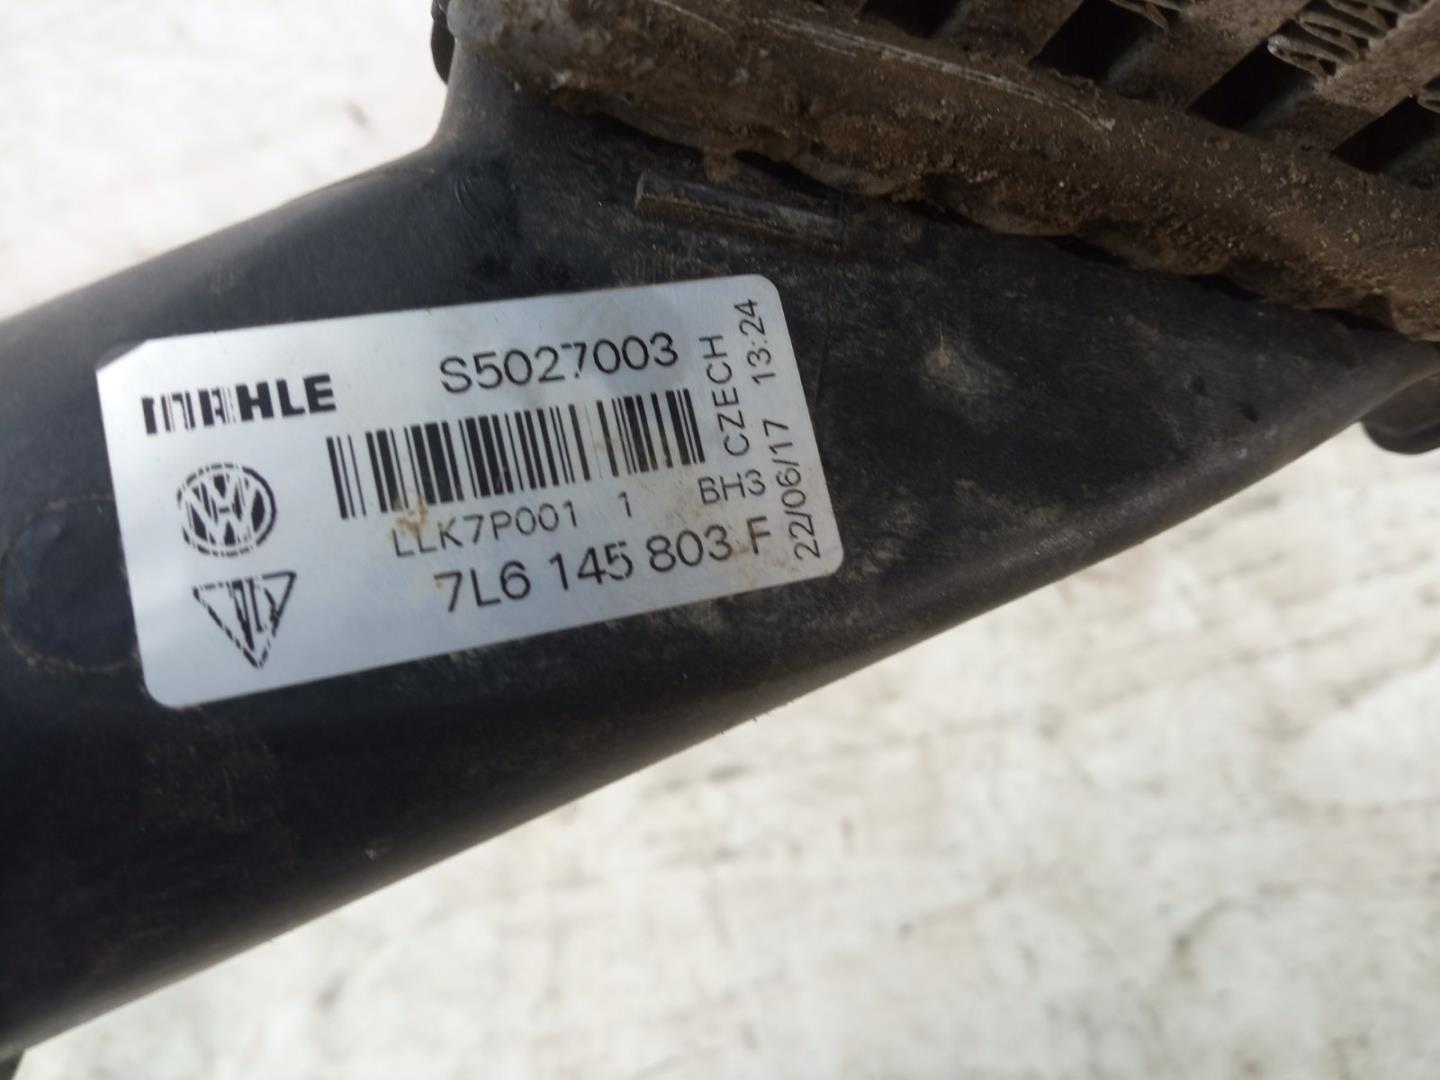 MAHLE
S5027003
LLK7P001 1
BH3 CZECH
7L6 145 803 F
22/06/17 13:24